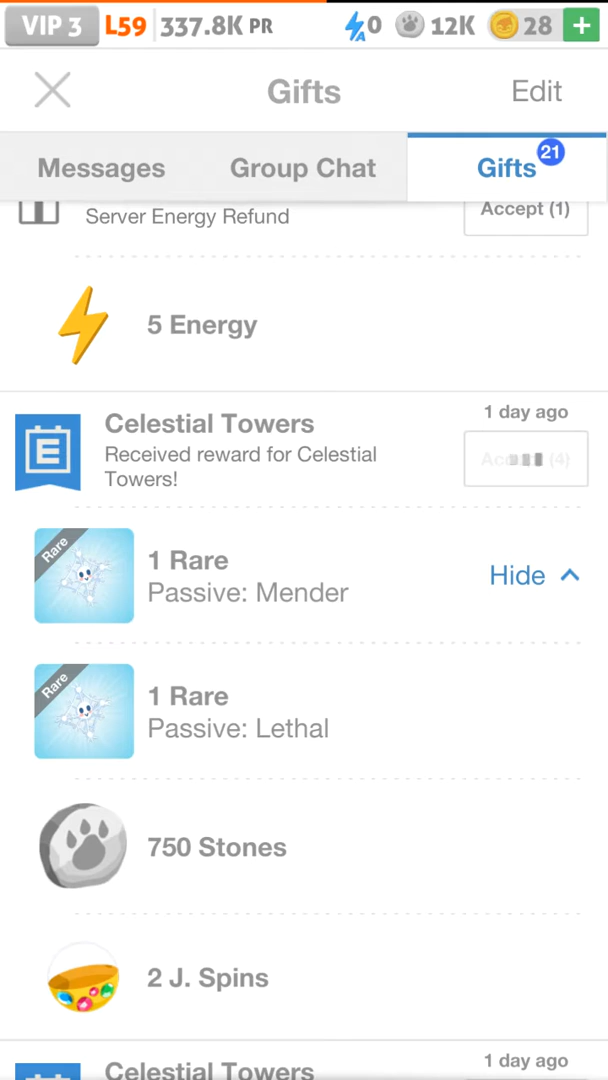 VIP 3 L59 337.8K PR 0 12K 28 +
Gifts Edit
Messages Group Chat Gifts 21
Server Energy Refund Accept (1)
5 Energy
1 day ago
Celestial Towers
Received reward for Celestial
Towers!
(4)
Rare
1 Rare
Passive: Mender
Hide
Rare
1 Rare
Passive: Lethal
750 Stones
2 J. Spins
1 day ago
Celestial Towers